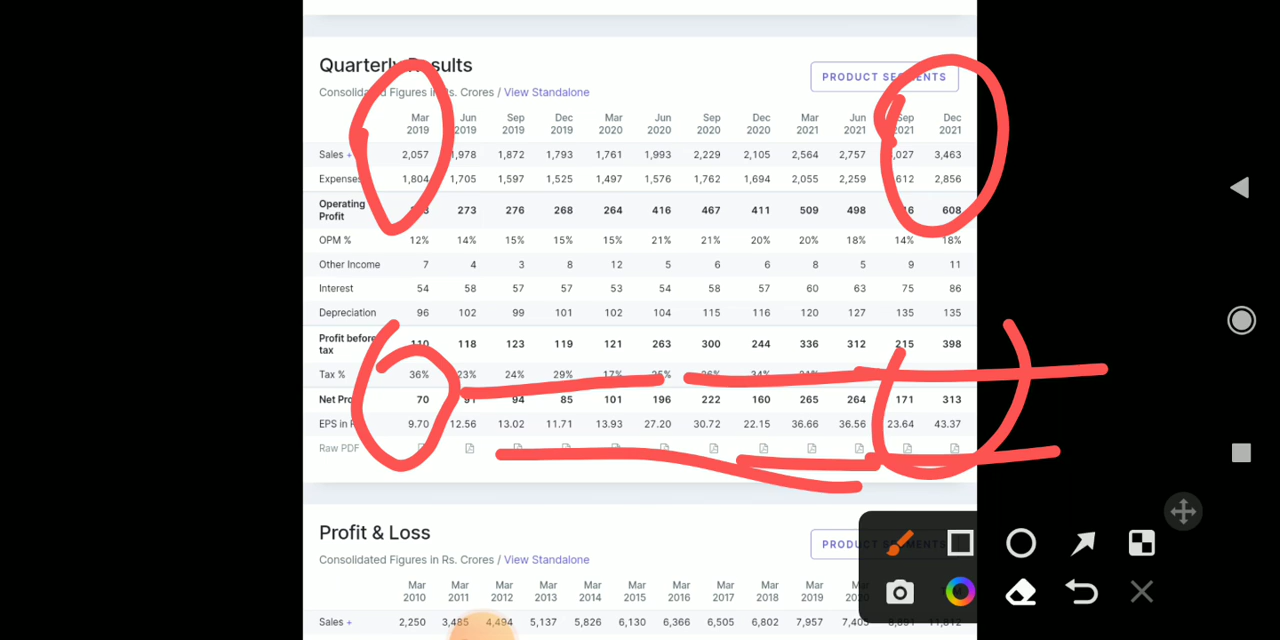 Quarterly Results
PRODUCT SEGMENTS
Consolidated Figures in Rs. Crores / View Standalone
Mar 2019 Jun 2019 Sep 2019 Dec 2019 Mar 2020 Jun 2020 Sep 2020 Dec 2020 Mar 2021 Jun 2021 Sep 2021 Dec 2021
Sales + 2,057 1,978 1,872 1,793 1,761 1,993 2,229 2,105 2,564 2,757 3,463
Expenses 1,804 1,705 1,597 1,525 1,497 1,576 1,762 1,694 2,055 2,259 2,856
Operating Profit 273 276 268 264 416 467 411 509 498 608
OPM % 12% 14% 15% 15% 15% 21% 21% 20% 20% 18% 14% 18%
Other Income 7 4 3 8 12 5 6 6 8 5 9 11
Interest 54 58 57 57 53 54 58 57 60 63 75 86
Depreciation 96 102 99 101 102 104 115 116 120 127 135 135
Profit before tax 110 118 123 119 121 263 300 244 336 312 215 398
Tax % 36% 23% 24% 29% 17% 25% 34%
Net Pro 70 91 94 85 101 196 222 160 265 264 171 313
EPS in 9.70 12.56 13.02 11.71 13.93 27.20 30.72 22.15 36.66 36.56 23.64 43.37
Raw PDF
Profit & Loss
Consolidated Figures in Rs. Crores / View Standalone
Mar 2010 Mar 2011 Mar 2012 Mar 2013 Mar 2014 Mar 2015 Mar 2016 Mar 2017 Mar 2018 Mar 2019
Sales + 2,250 3,485 4,494 5,137 5,826 6,130 6,366 6,505 6,802 7,957